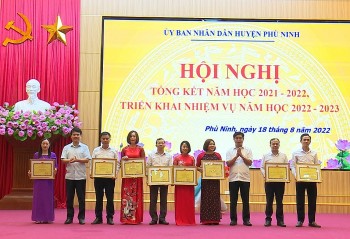 ỦY BAN NHÂN DÂN HUYỆN PHÙ NINH
HỘI NGHỊ
TỔNG KẾT NĂM HỌC 2021 - 2022,
TRIỂN KHAI NHIỆM VỤ NĂM HỌC 2022 - 2023
Phù Ninh, ngày 18 tháng 8 năm 2022